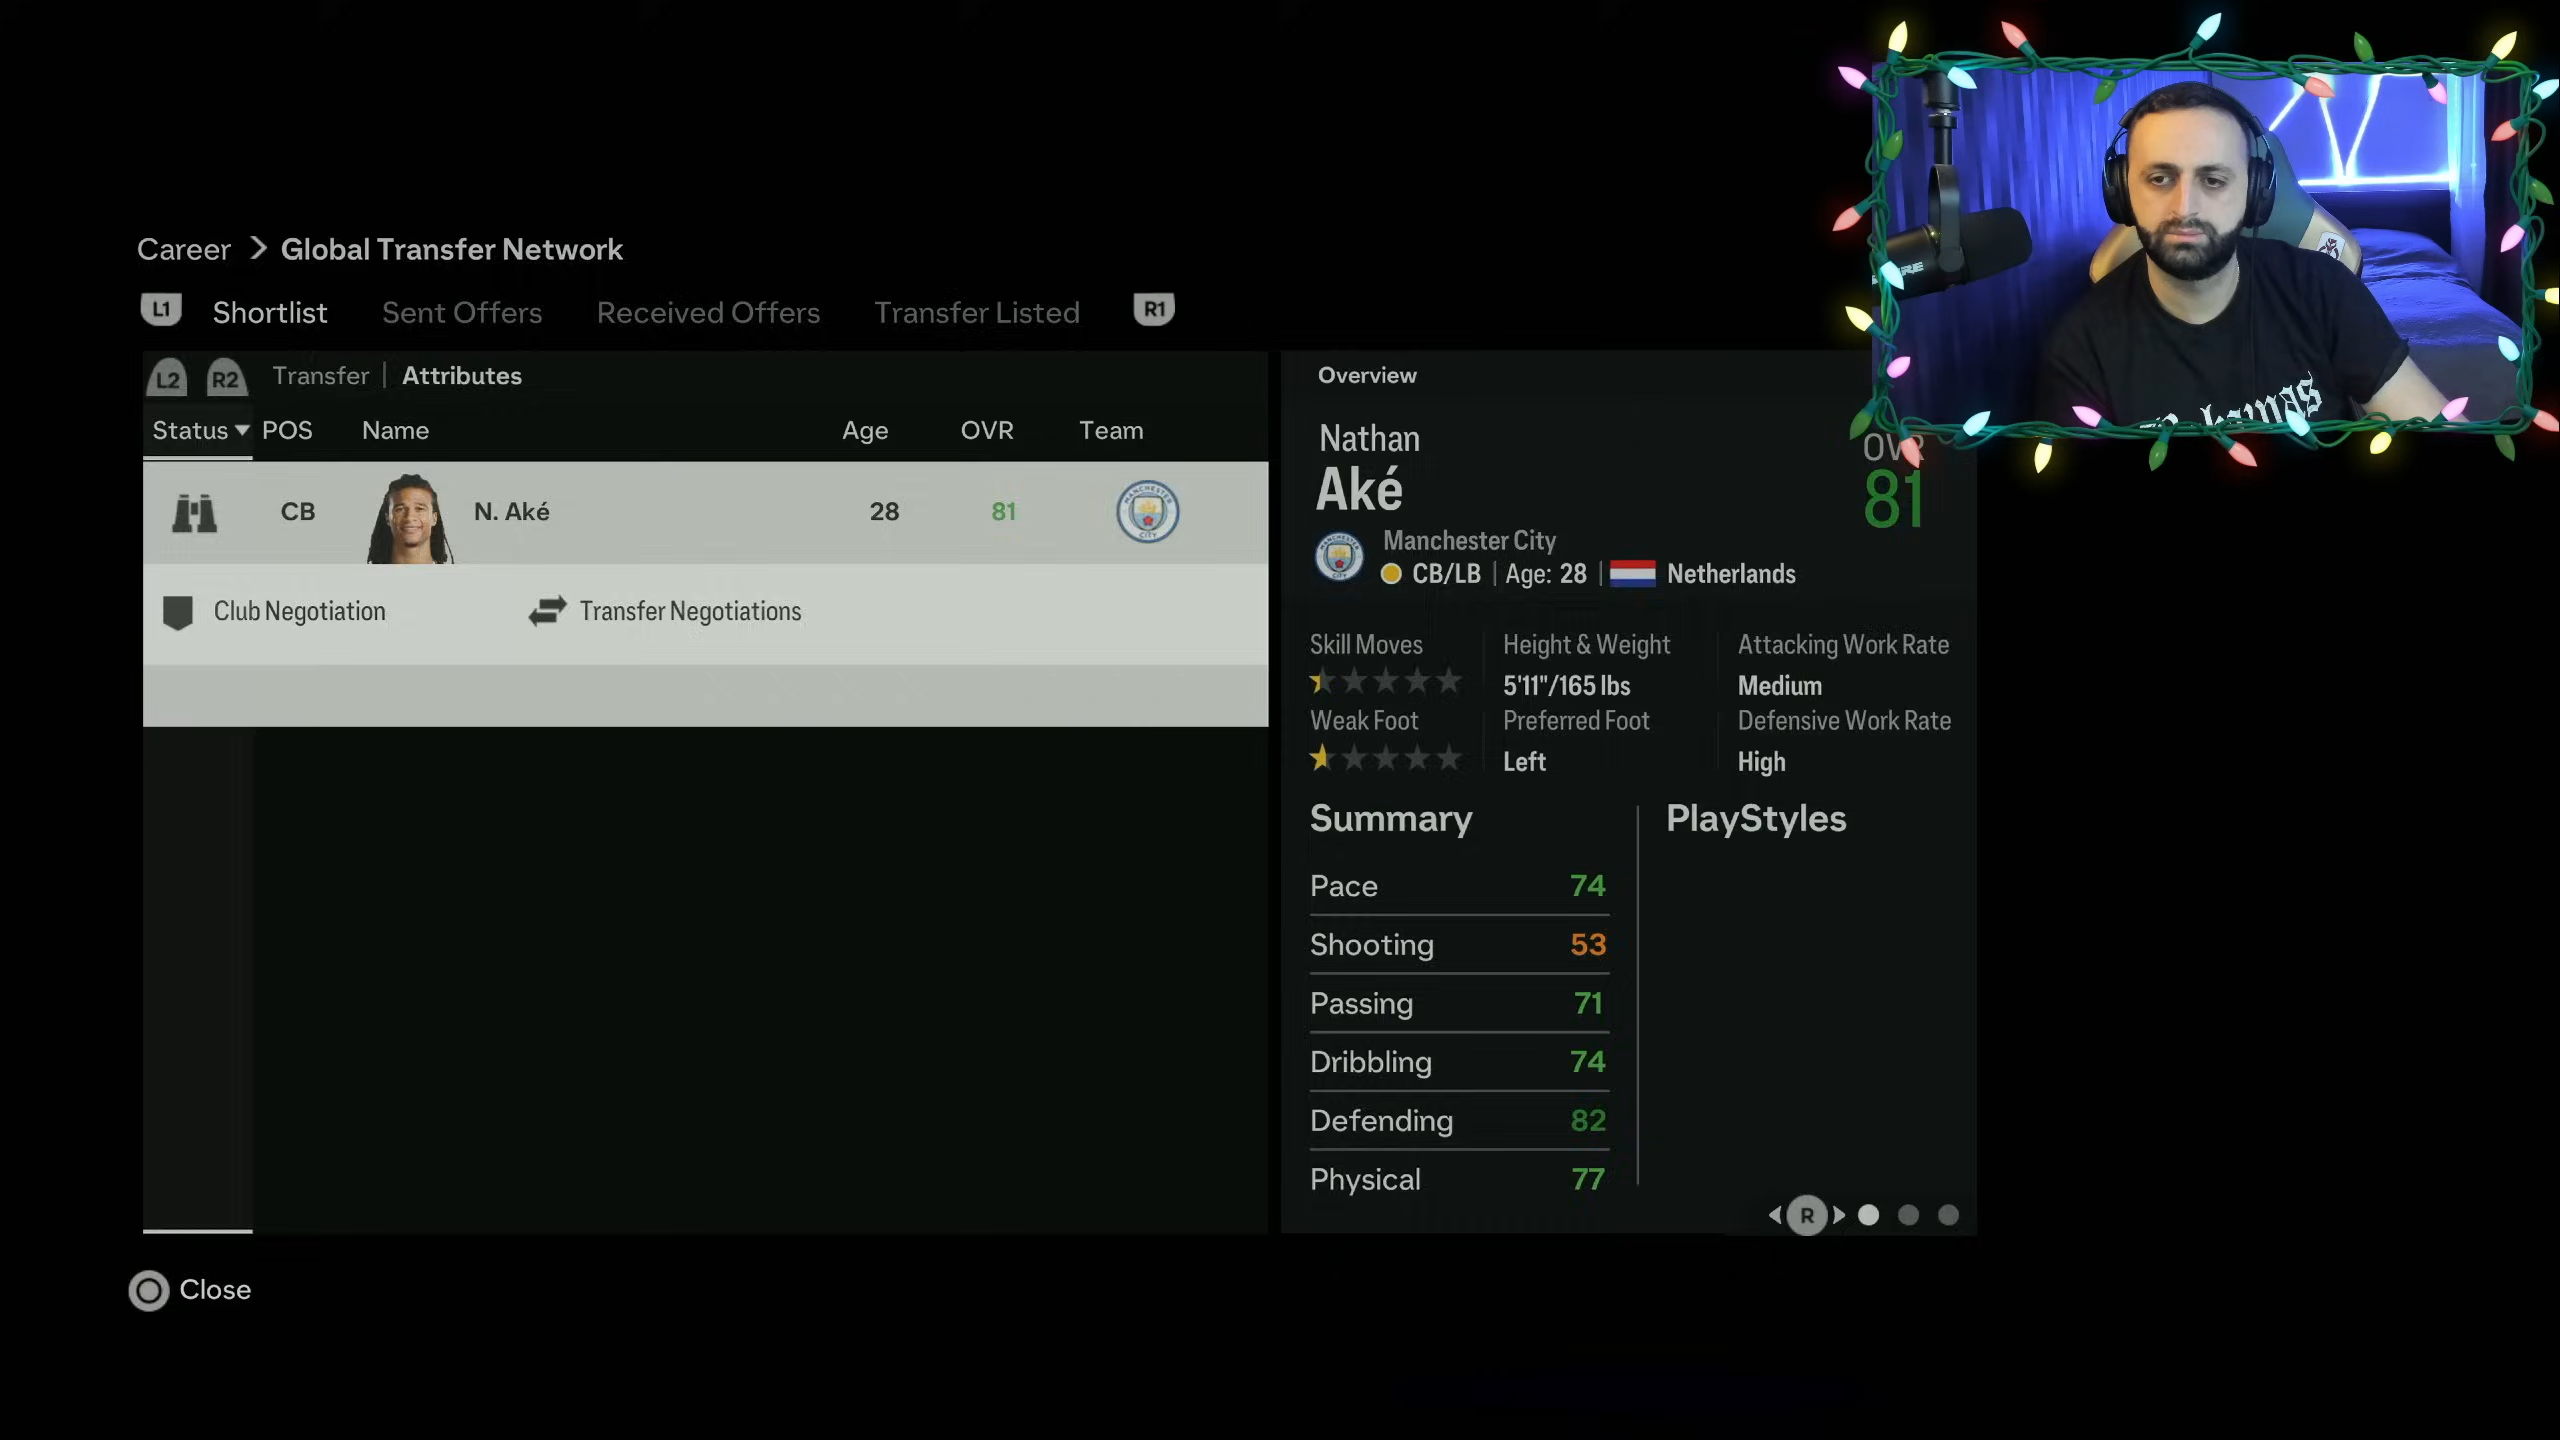 Career > Global Transfer Network
L1 Shortlist Sent Offers Received Offers Transfer Listed R1
L2 R2 Transfer | Attributes
Status POS Name Age OVR Team
CB N. Aké 28 81
MANCHESTER CITY
Club Negotiation Transfer Negotiations
Close
Overview
Nathan
Aké
OVR
81
Manchester City
CB/LB | Age: 28 | Netherlands
Skill Moves Height & Weight Attacking Work Rate
5'11"/165 lbs Medium
Weak Foot Preferred Foot Defensive Work Rate
Left High
Summary PlayStyles
Pace 74
Shooting 53
Passing 71
Dribbling 74
Defending 82
Physical 77
R